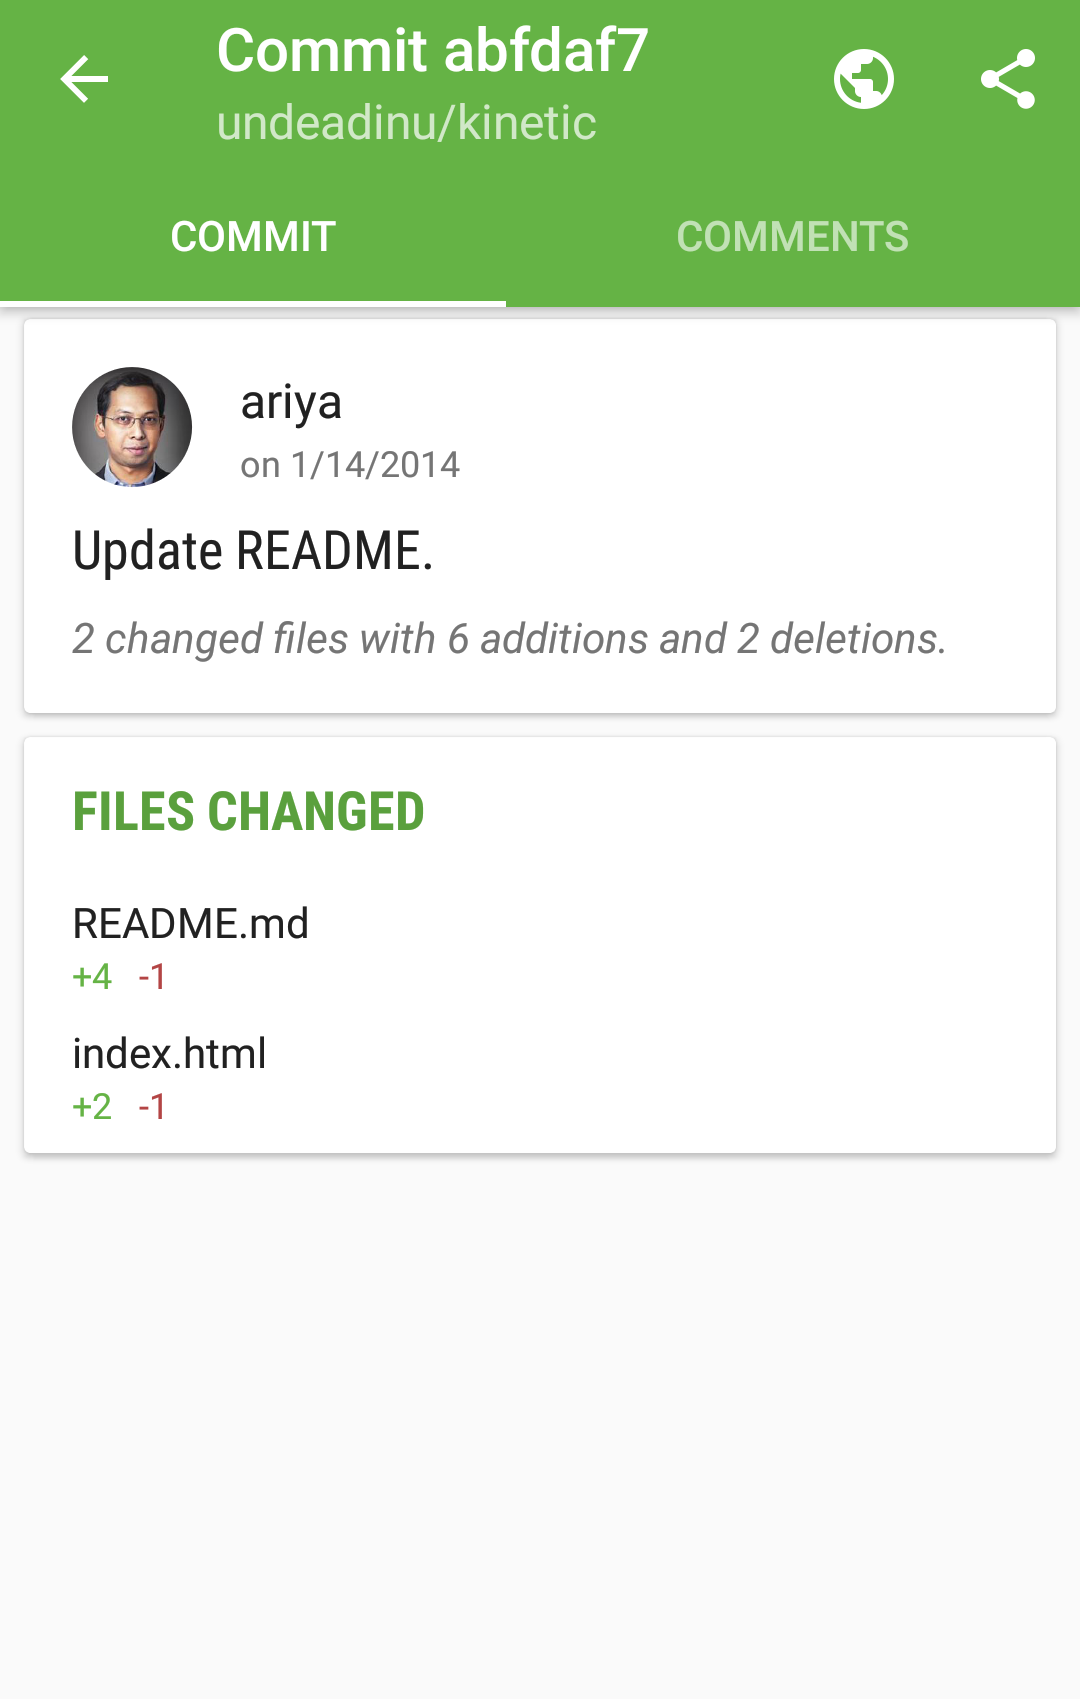 Commit abfdaf7
undeadinu/kinetic
COMMIT
COMMENTS
ariya
on 1/14/2014
Update README.
2 changed files with 6 additions and 2 deletions.
FILES CHANGED
README.md
+4 -1
index.html
+2 -1